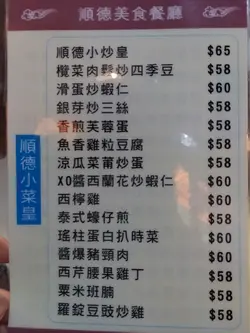 順德美食餐廳
順德小菜皇
順德小炒皇 $65
欖菜肉鬆炒四季豆 $58
滑蛋炒蝦仁 $60
銀芽炒三絲 $58
香煎芙蓉蛋 $58
魚香雞粒豆腐 $58
涼瓜菜莆炒蛋 $58
XO醬西蘭花炒蝦仁 $60
西檸雞 $60
泰式蠔仔煎 $58
瑤柱蛋白扒時菜 $60
醬爆豬頸肉 $60
西芹腰果雞丁 $58
粟米班腩 $58
羅錠豆豉炒雞 $58